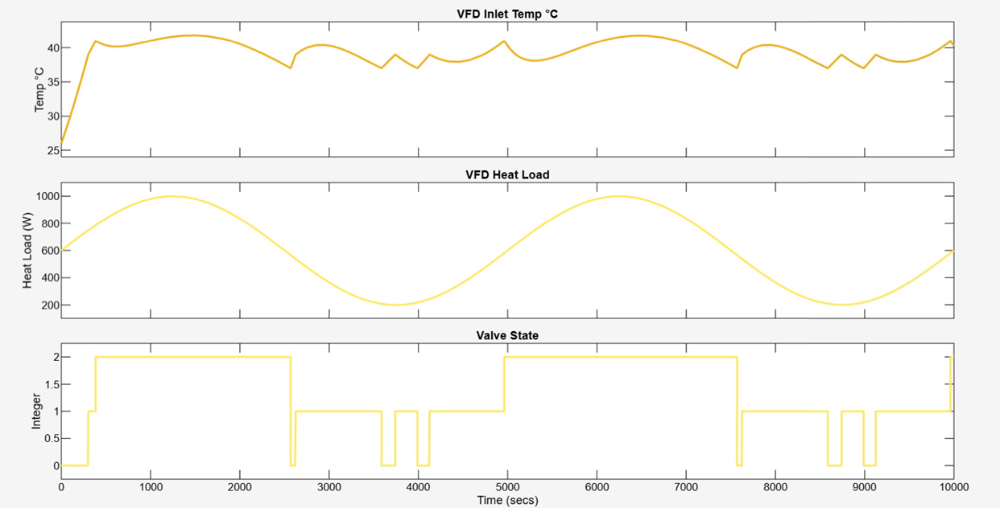 VFD Inlet Temp °C
Temp °C
40
35
30
25
VFD Heat Load
Heat Load (W)
1000
800
600
400
200
Valve State
Integer
2
1.5
1
0.5
0
0 1000 2000 3000 4000 5000 6000 7000 8000 9000 10000
Time (secs)